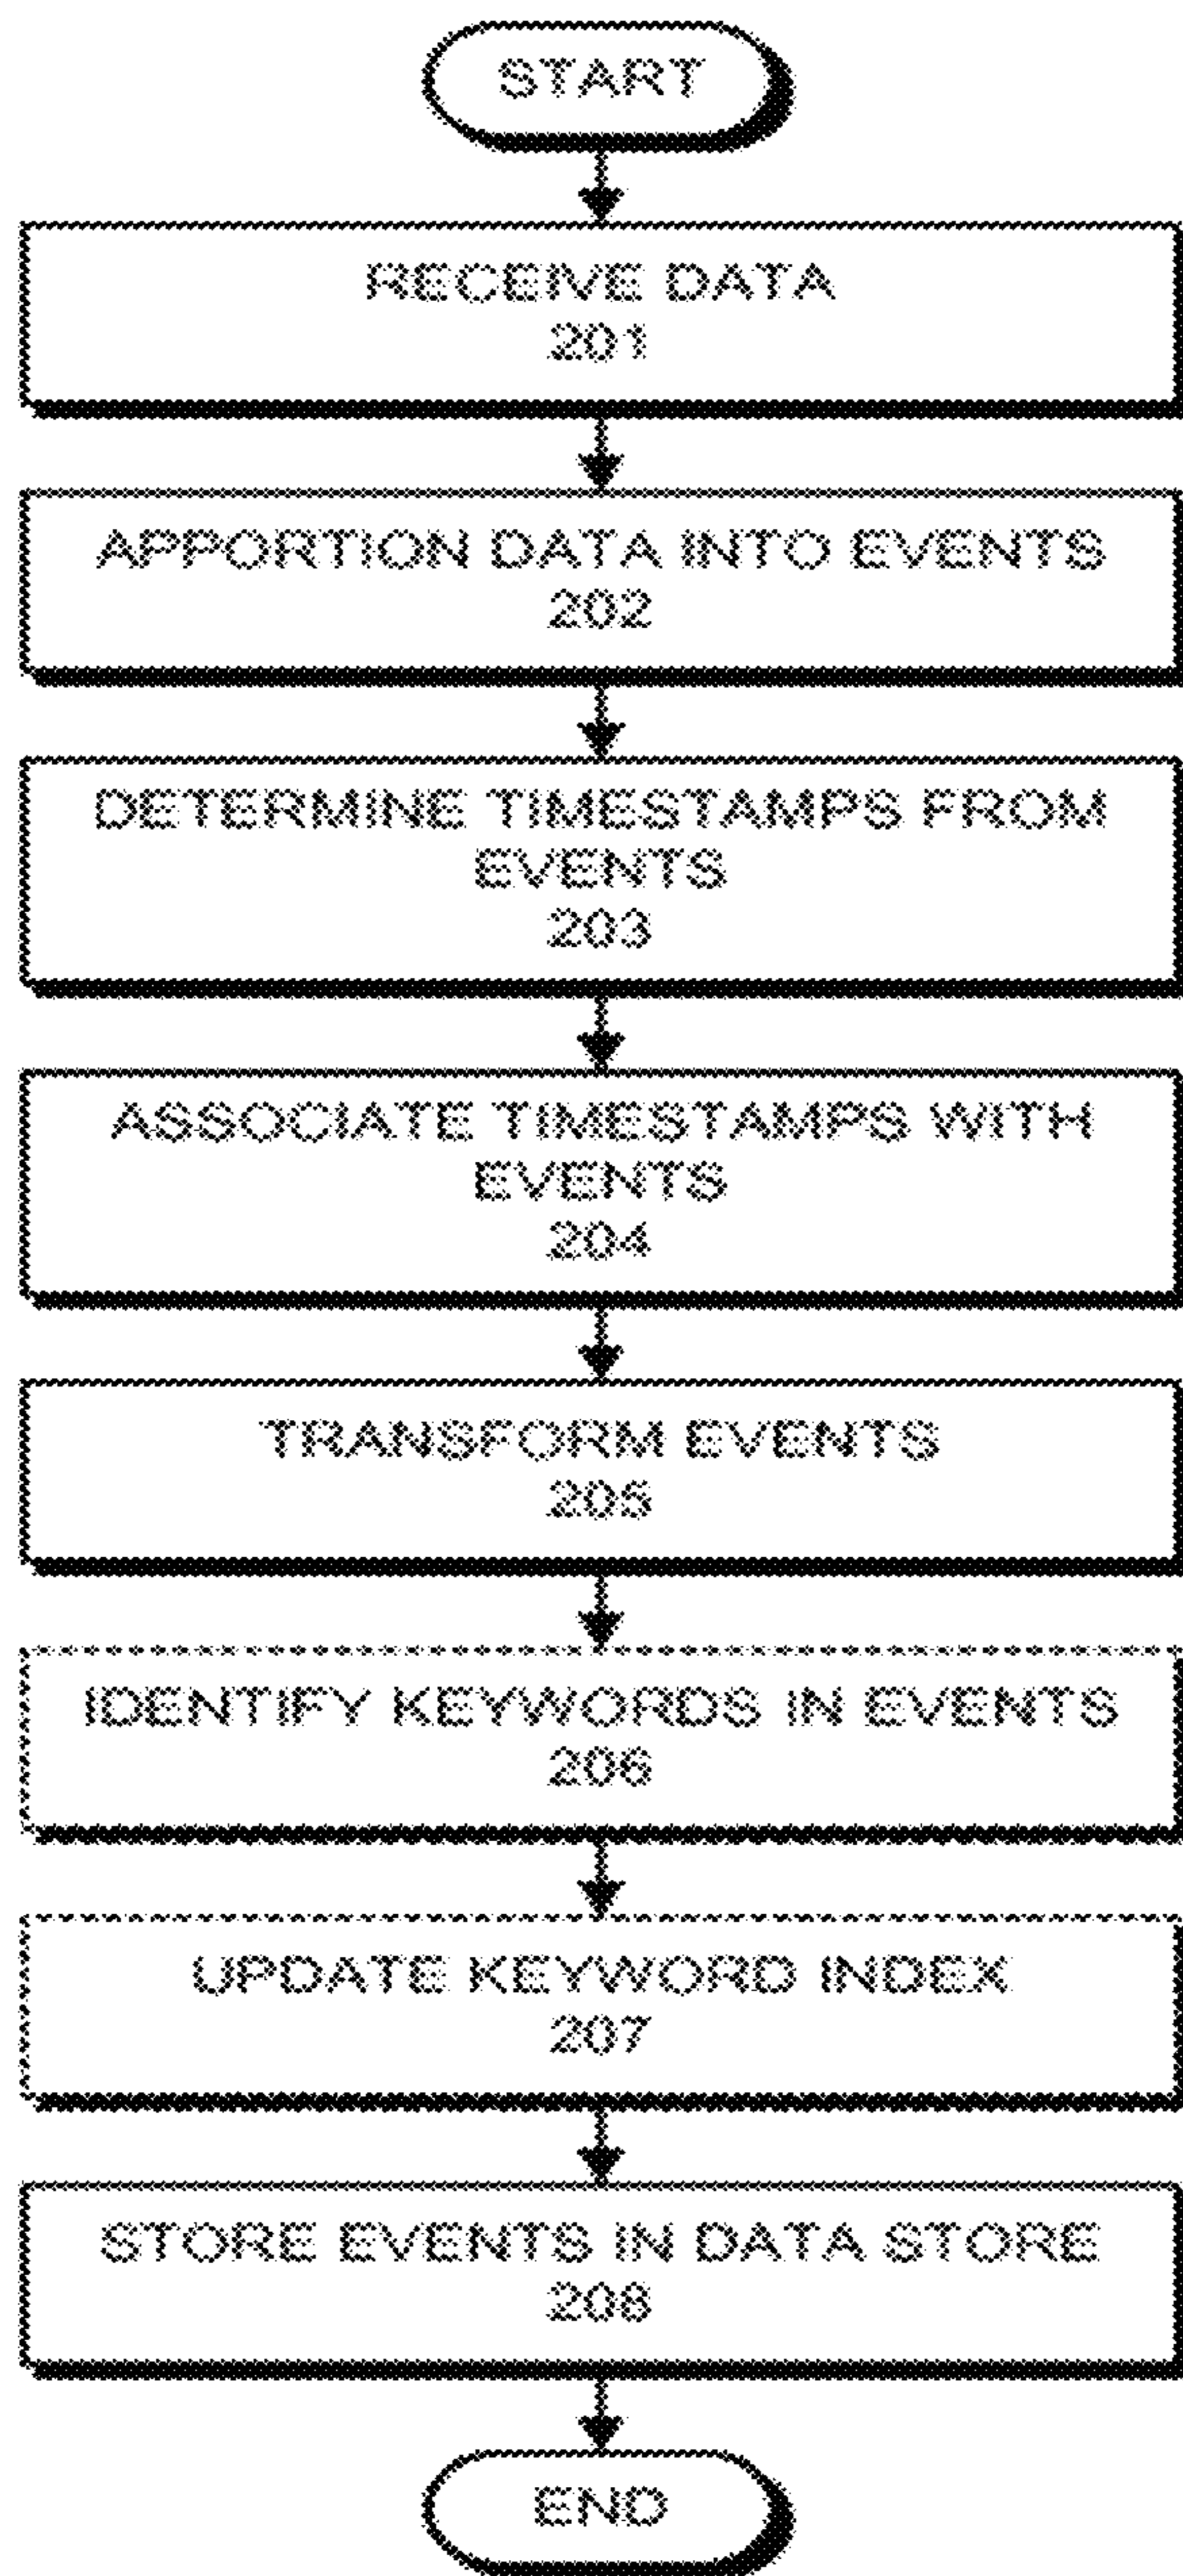 START
RECEIVE DATA
201
APPORTION DATA INTO EVENTS
202
DETERMINE TIMESTAMPS FROM
EVENTS
203
ASSOCIATE TIMESTAMPS WITH
EVENTS
204
TRANSFORM EVENTS
205
IDENTIFY KEYWORDS IN EVENTS
206
UPDATE KEYWORD INDEX
207
STORE EVENTS IN DATA STORE
208
END